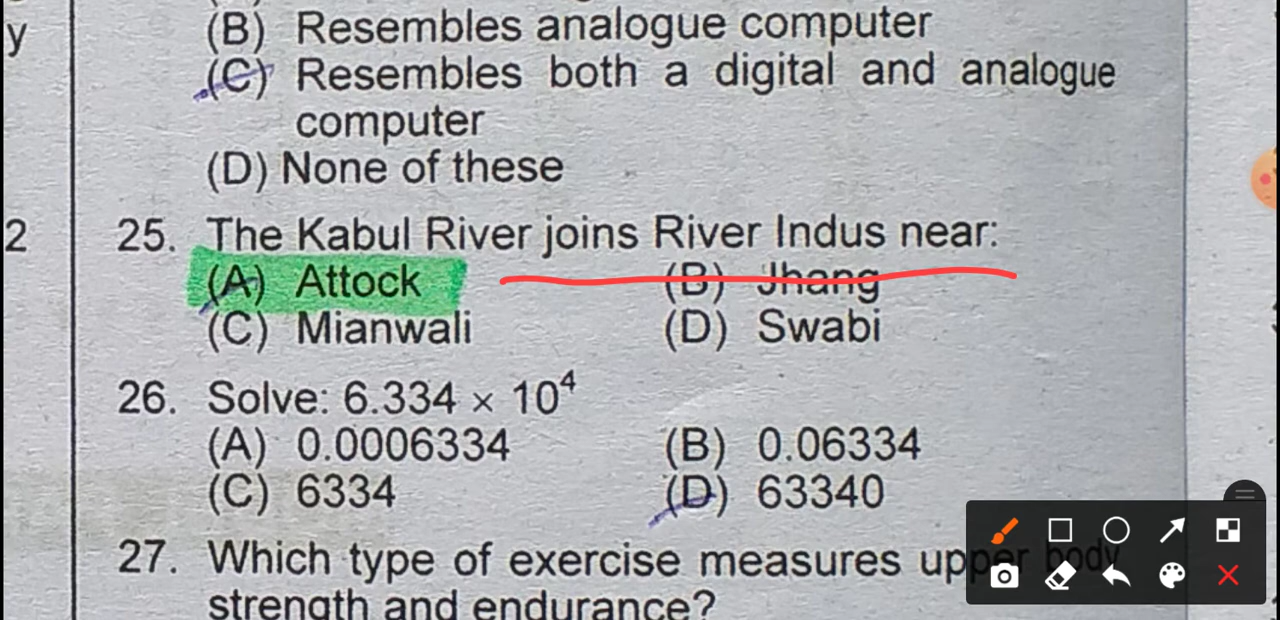 y
(B) Resembles analogue computer
(C) Resembles both a digital and analogue
computer
(D) None of these
2
25. The Kabul River joins River Indus near:
(A) Attock (B) Jhang
(C) Mianwali (D) Swabi
26. Solve: 6.334 × 10⁴
(A) 0.0006334 (B) 0.06334
(C) 6334 (D) 63340
27. Which type of exercise measures upper body
strength and endurance?